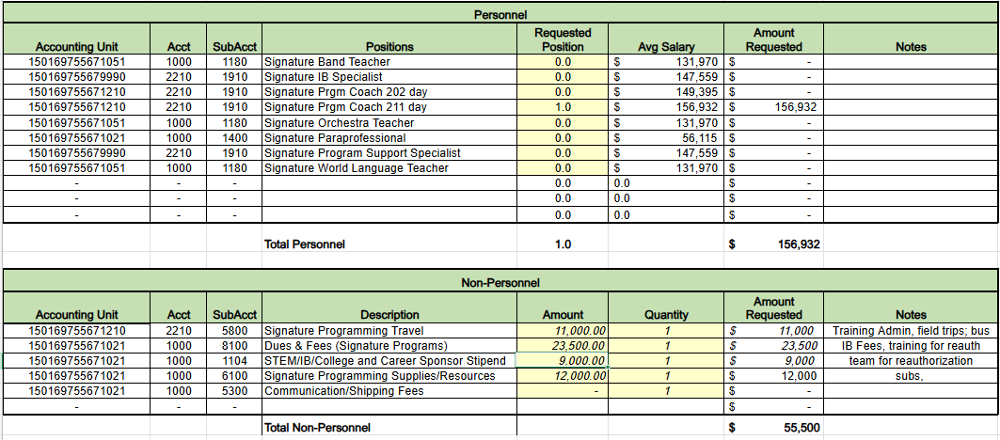 Personnel
Accounting Unit Acct SubAcct Positions Requested Position Avg Salary Amount Requested Notes
150169755671051 1000 1180 Signature Band Teacher 0.0 $ 131,970 $ -
150169755679990 2210 1910 Signature IB Specialist 0.0 $ 147,559 $ -
150169755671210 2210 1910 Signature Prgm Coach 202 day 0.0 $ 149,395 $ -
150169755671210 2210 1910 Signature Prgm Coach 211 day 1.0 $ 156,932 $ 156,932
150169755671051 1000 1180 Signature Orchestra Teacher 0.0 $ 131,970 $ -
150169755671021 1000 1400 Signature Paraprofessional 0.0 $ 56,115 $ -
150169755679990 2210 1910 Signature Program Support Specialist 0.0 $ 147,559 $ -
150169755671051 1000 1180 Signature World Language Teacher 0.0 $ 131,970 $ -
- - - 0.0 0.0 $ -
- - - 0.0 0.0 $ -
- - - 0.0 0.0 $ -
Total Personnel 1.0 $ 156,932
Non-Personnel
Accounting Unit Acct SubAcct Description Amount Quantity Amount Requested Notes
150169755671210 2210 5800 Signature Programming Travel 11,000.00 1 $ 11,000 Training Admin, field trips; bus
150169755671021 1000 8100 Dues & Fees (Signature Programs) 23,500.00 1 $ 23,500 IB Fees, training for reauth
150169755671021 1000 1104 STEM/IB/College and Career Sponsor Stipend 9,000.00 1 $ 9,000 team for reauthorization
150169755671021 1000 6100 Signature Programming Supplies/Resources 12,000.00 1 $ 12,000 subs,
150169755671021 1000 5300 Communication/Shipping Fees - 1 $ -
- - - $ -
Total Non-Personnel $ 55,500